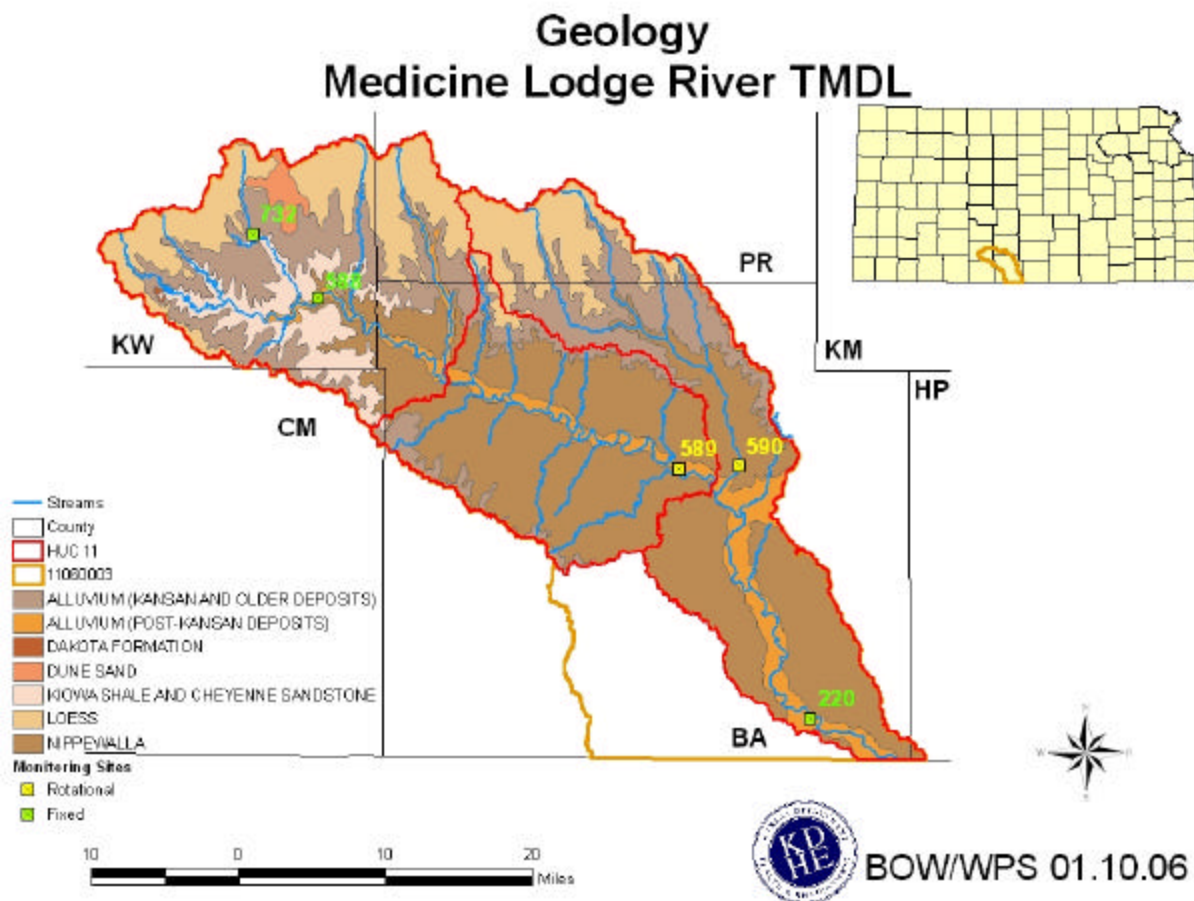 Geology
Medicine Lodge River TMDL
PR
KW
KM
HP
CM
BA
732
589
590
220
Streams
County
HUC 11
11060003
ALLUVIUM (KANSAN AND OLDER DEPOSITS)
ALLUVIUM (POST-KANSAN DEPOSITS)
DAKOTA FORMATION
DUNE SAND
KIOWA SHALE AND CHEYENNE SANDSTONE
LOESS
NIPPEWALLA
Monitoring Sites
Rotational
Fixed
10 0 10 20
Miles
KD
HE
BOW/WPS 01.10.06